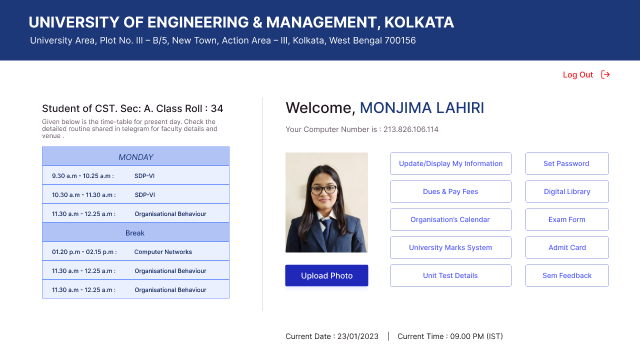 UNIVERSITY OF ENGINEERING & MANAGEMENT, KOLKATA
University Area, Plot No. III – B/5, New Town, Action Area – III, Kolkata, West Bengal 700156
Log Out
Student of CST. Sec: A. Class Roll : 34
Given below is the time-table for present day. Check the
detailed routine shared in telegram for faculty details and
venue .
MONDAY
9.30 a.m - 10.25 a.m : SDP-VI
10.30 a.m - 11.30 a.m : SDP-VI
11.30 a.m - 12.25 a.m : Organisational Behaviour
Break
01.20 p.m - 02.15 p.m : Computer Networks
11.30 a.m - 12.25 a.m : Organisational Behaviour
11.30 a.m - 12.25 a.m : Organisational Behaviour
Welcome, MONJIMA LAHIRI
Your Computer Number is : 213.826.106.114
Upload Photo
Update/Display My Information
Set Password
Dues & Pay Fees
Digital Library
Organisation's Calendar
Exam Form
University Marks System
Admit Card
Unit Test Details
Sem Feedback
Current Date : 23/01/2023 | Current Time : 09.00 PM (IST)